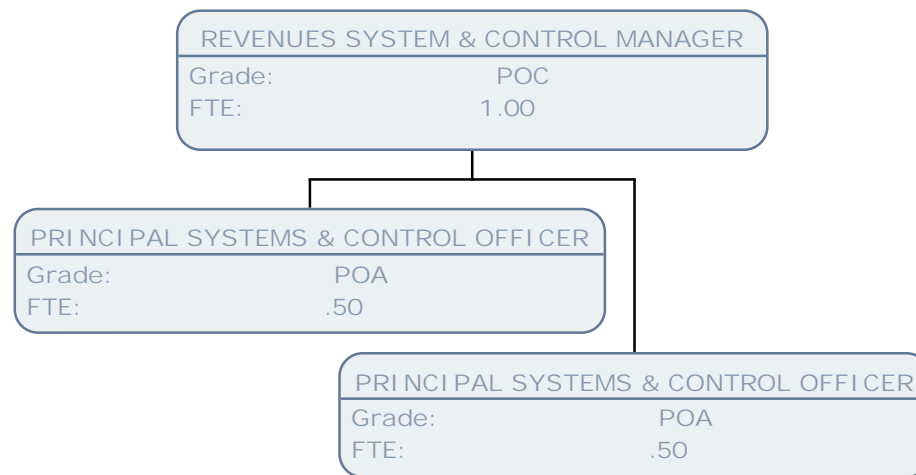 REVENUES SYSTEM & CONTROL MANAGER
Grade: POC
FTE: 1.00
PRINCIPAL SYSTEMS & CONTROL OFFICER
Grade: POA
FTE: .50
PRINCIPAL SYSTEMS & CONTROL OFFICER
Grade: POA
FTE: .50